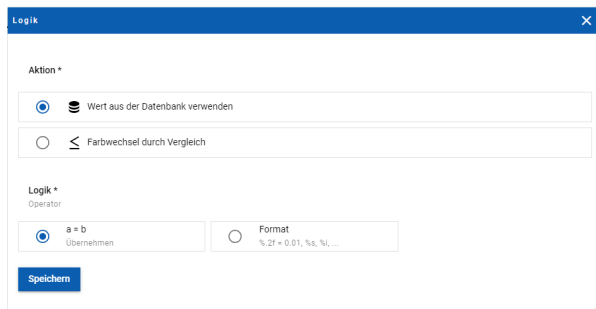 Logik
Aktion *
Wert aus der Datenbank verwenden
Farbwechsel durch Vergleich
Logik *
Operator
a = b
Übernehmen
Format
%.2f = 0.01, %s, %i, ...
Speichern